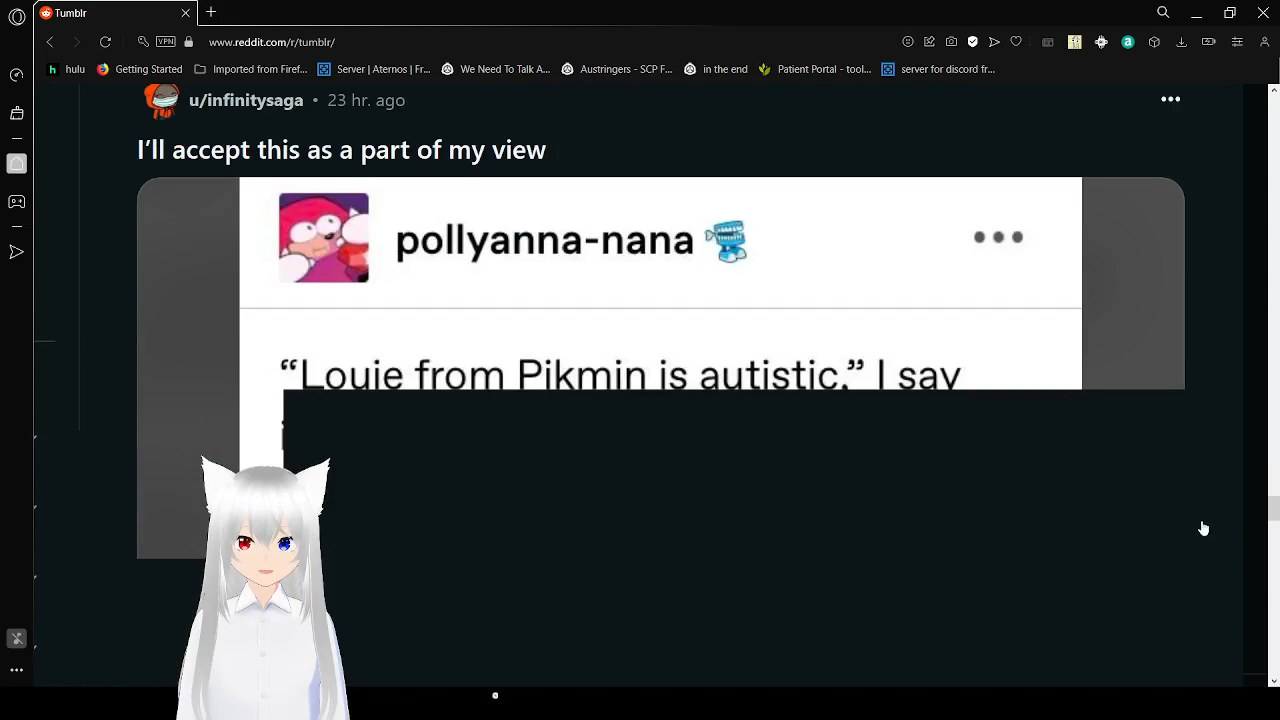 Tumblr
VPN
www.reddit.com/r/tumblr/
a
h hulu
Getting Started
Imported from Firef...
Server | Aternos | Fr...
We Need To Talk A...
Austringers - SCP F...
in the end
Patient Portal - tool...
server for discord fr...
u/infinitysaga • 23 hr. ago
I’ll accept this as a part of my view
pollyanna-nana
“Louie from Pikmin is autistic,” I say